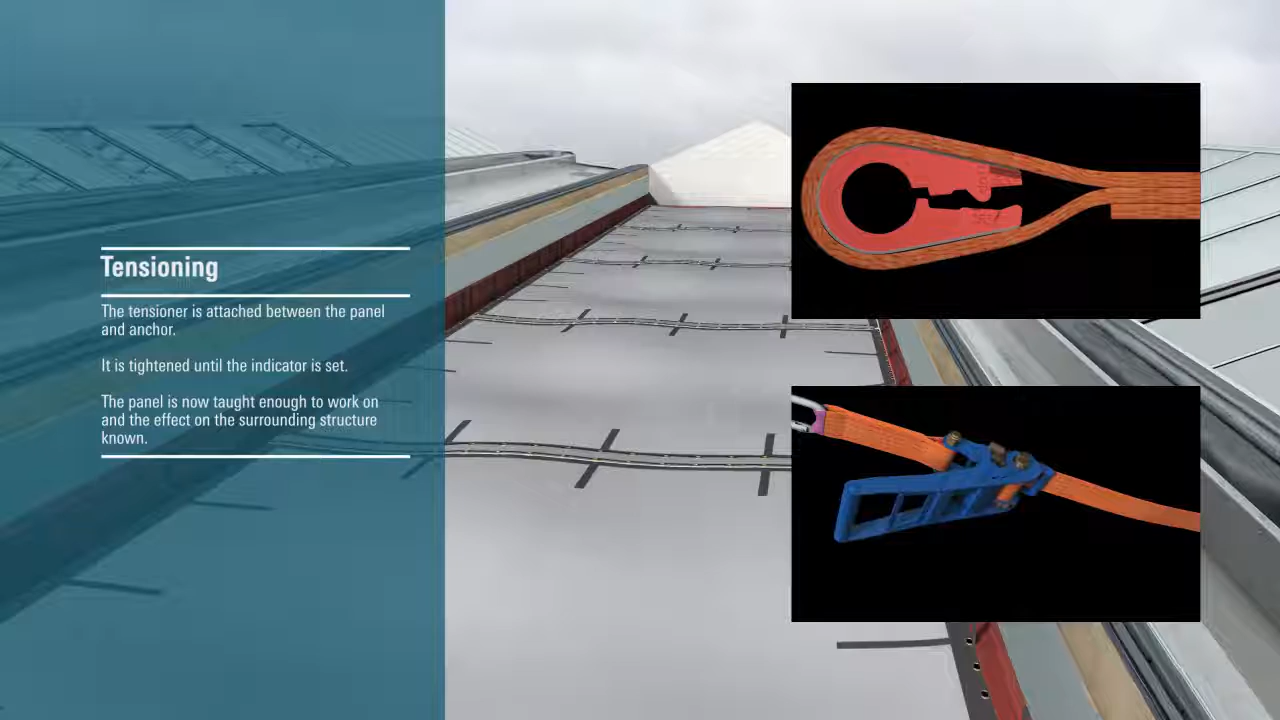 Tensioning
The tensioner is attached between the panel
and anchor.
It is tightened until the indicator is set.
The panel is now taught enough to work on
and the effect on the surrounding structure
known.